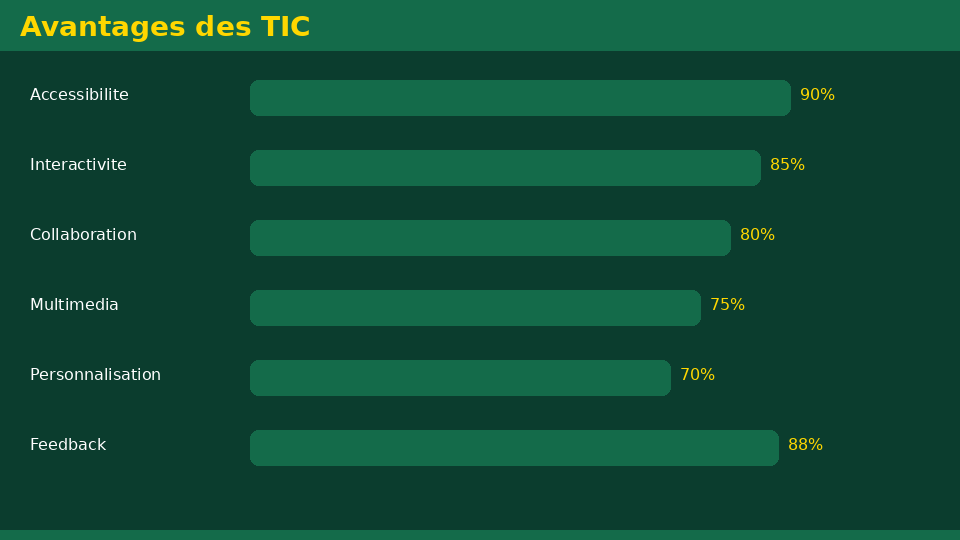 Avantages des TIC
Accessibilite 90%
Interactivite 85%
Collaboration 80%
Multimedia 75%
Personnalisation 70%
Feedback 88%